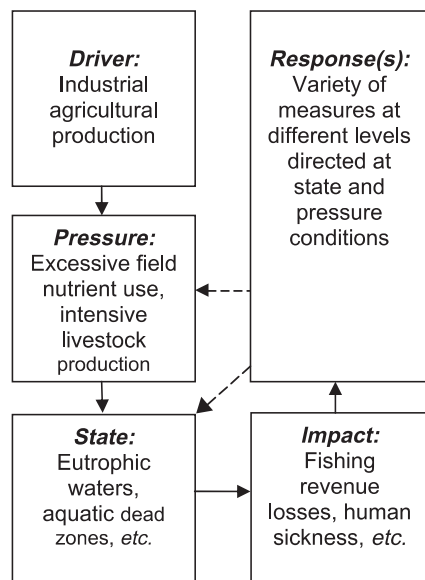 Driver:
Industrial
agricultural
production
Pressure:
Excessive field
nutrient use,
intensive
livestock
production
State:
Eutrophic
waters,
aquatic dead
zones, etc.
Impact:
Fishing
revenue
losses, human
sickness, etc.
Response(s):
Variety of
measures at
different levels
directed at
state and
pressure
conditions